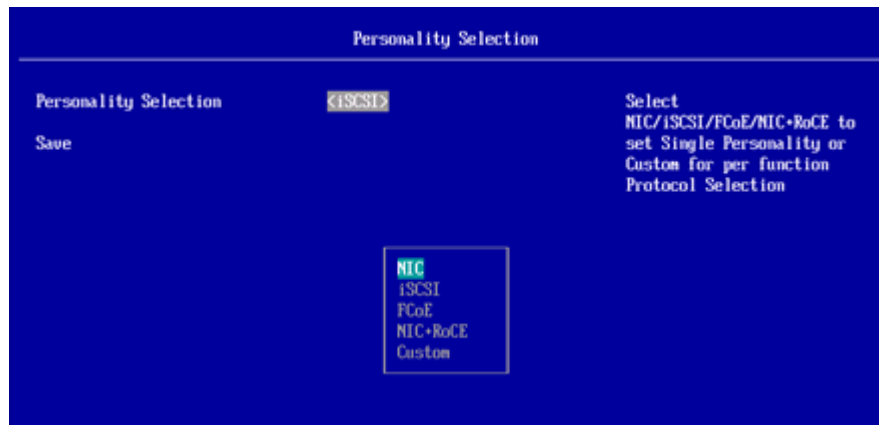 Personality Selection
Personality Selection <iSCSI>
Save
Select
NIC/iSCSI/FCoE/NIC+RoCE to
set Single Personality or
Custom for per function
Protocol Selection
NIC
iSCSI
FCoE
NIC+RoCE
Custom